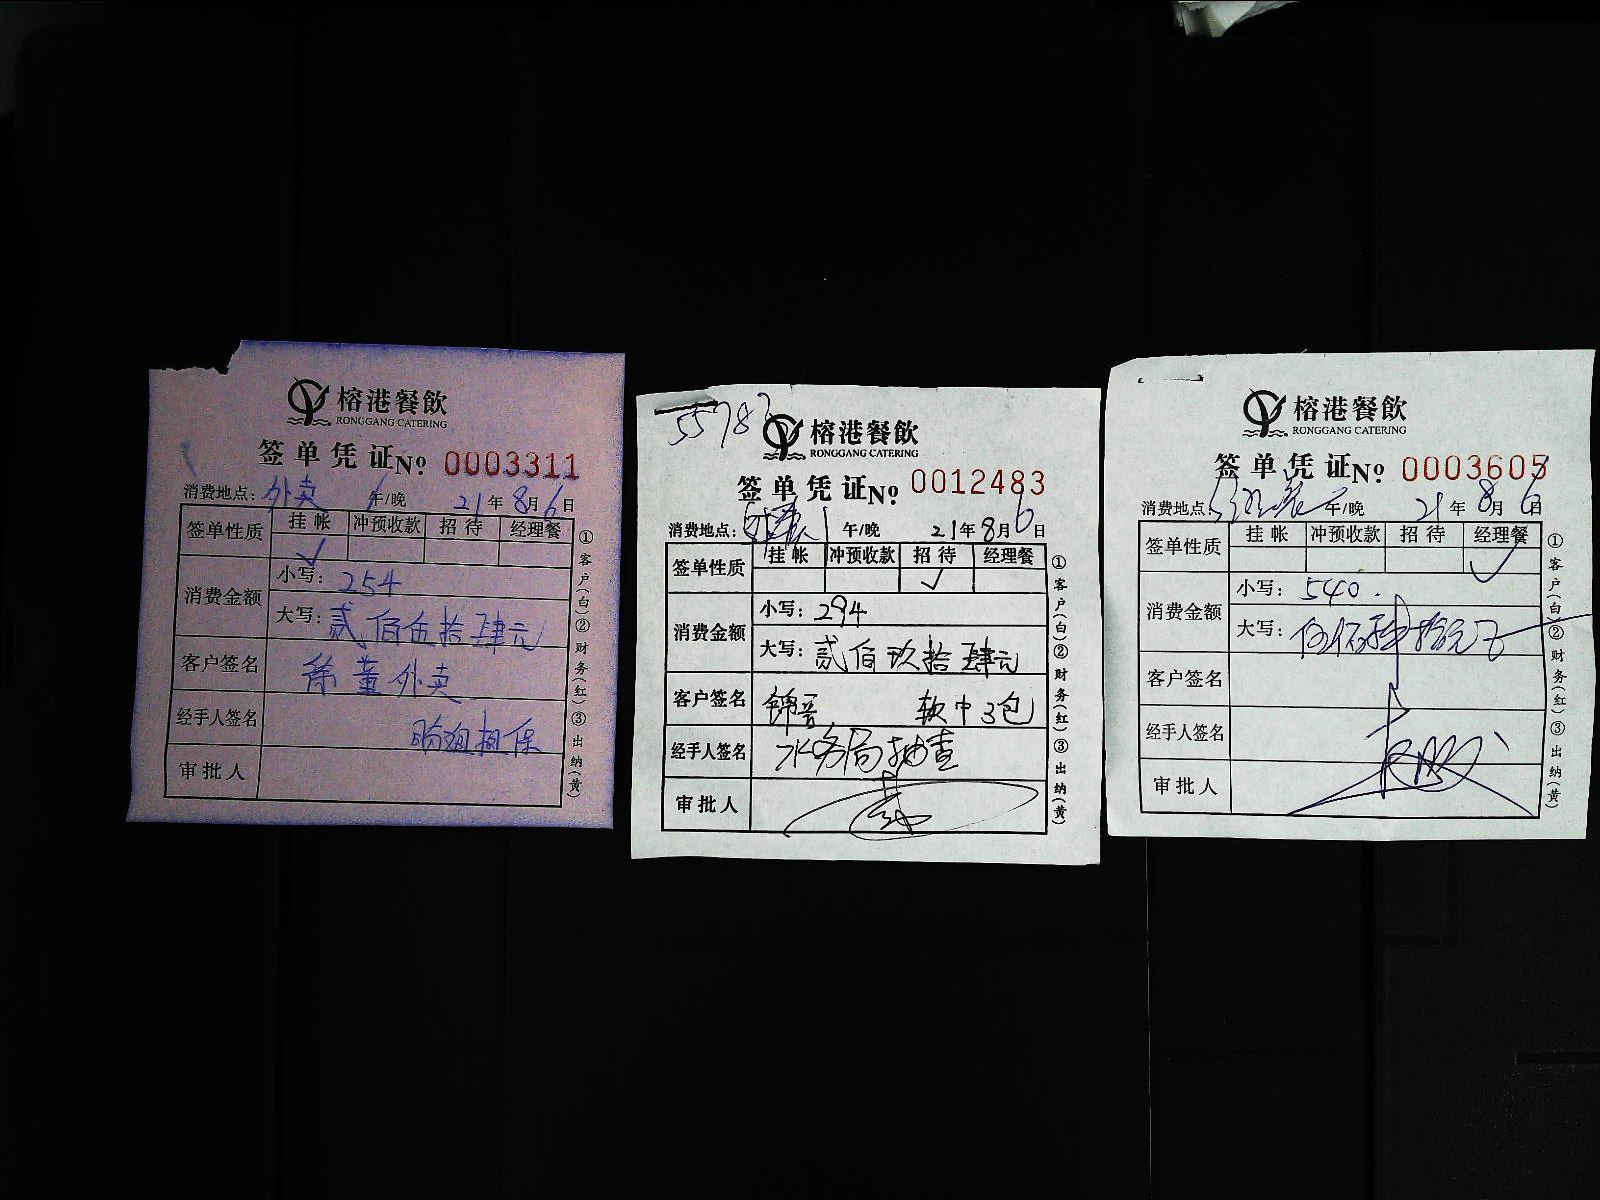 榕港餐飲
RONGGANG CATERING
签单凭证 № 0003311
消费地点：外卖 午/晚 21年8月6日
签单性质 挂帐 冲预收款 招待 经理餐
✓
消费金额 小写：254
大写：贰佰伍拾肆元
客户签名 徐董外卖
经手人签名 担保
审批人
①客户(白)②财务(红)③出纳(黄)
5578
榕港餐飲
RONGGANG CATERING
签单凭证 № 0012483
消费地点： 午/晚 21年8月6日
签单性质 挂帐 冲预收款 招待 经理餐
✓
消费金额 小写：294
大写：贰佰玖拾肆元
客户签名 软中3包
经手人签名 水务局抽查
审批人
①客户(白)②财务(红)③出纳(黄)
榕港餐飲
RONGGANG CATERING
签单凭证 № 0003605
消费地点 午/晚 21年8月6日
签单性质 挂帐 冲预收款 招待 经理餐
✓
消费金额 小写：540.
大写：
客户签名
经手人签名
审批人
①客户(白)②财务(红)③出纳(黄)